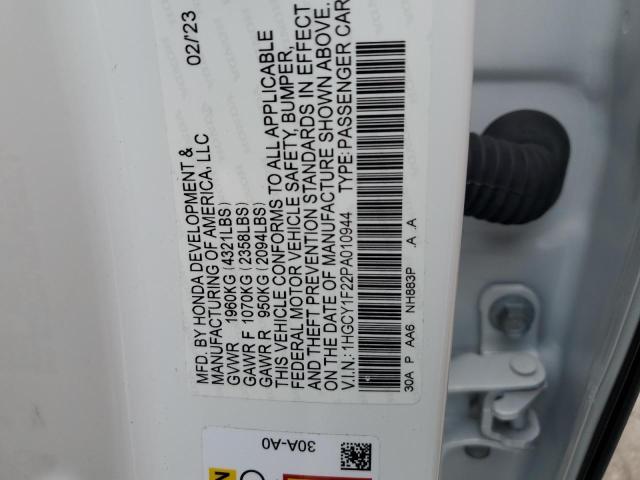 MFD. BY HONDA DEVELOPMENT & 02/'23
MANUFACTURING OF AMERICA, LLC
GVWR 1960KG (4321LBS)
GAWR F 1070KG (2358LBS)
GAWR R 950KG (2094LBS)
THIS VEHICLE CONFORMS TO ALL APPLICABLE
FEDERAL MOTOR VEHICLE SAFETY, BUMPER,
AND THEFT PREVENTION STANDARDS IN EFFECT
ON THE DATE OF MANUFACTURE SHOWN ABOVE.
V.I.N.: 1HGCY1F22PA010944 TYPE: PASSENGER CAR
30A P AA6 NH883P A A
30A-A0